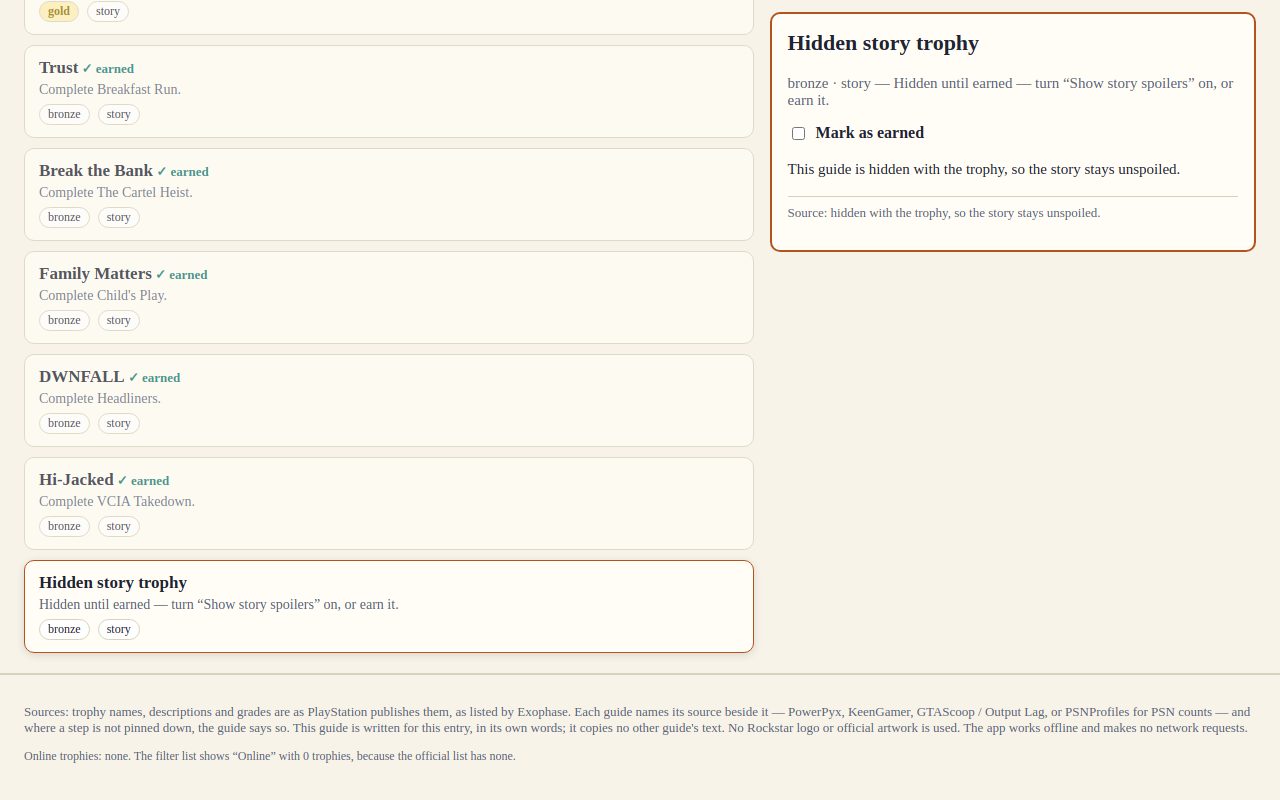 gold story
Trust ✓ earned
Complete Breakfast Run.
bronze story
Break the Bank ✓ earned
Complete The Cartel Heist.
bronze story
Family Matters ✓ earned
Complete Child's Play.
bronze story
DWNFALL ✓ earned
Complete Headliners.
bronze story
Hi-Jacked ✓ earned
Complete VCIA Takedown.
bronze story
Hidden story trophy
Hidden until earned — turn “Show story spoilers” on, or earn it.
bronze story
Hidden story trophy
bronze · story — Hidden until earned — turn “Show story spoilers” on, or
earn it.
Mark as earned
This guide is hidden with the trophy, so the story stays unspoiled.
Source: hidden with the trophy, so the story stays unspoiled.
Sources: trophy names, descriptions and grades are as PlayStation publishes them, as listed by Exophase. Each guide names its source beside it — PowerPyx, KeenGamer, GTAScoop / Output Lag, or PSNProfiles for PSN counts — and
where a step is not pinned down, the guide says so. This guide is written for this entry, in its own words; it copies no other guide's text. No Rockstar logo or official artwork is used. The app works offline and makes no network requests.
Online trophies: none. The filter list shows “Online” with 0 trophies, because the official list has none.